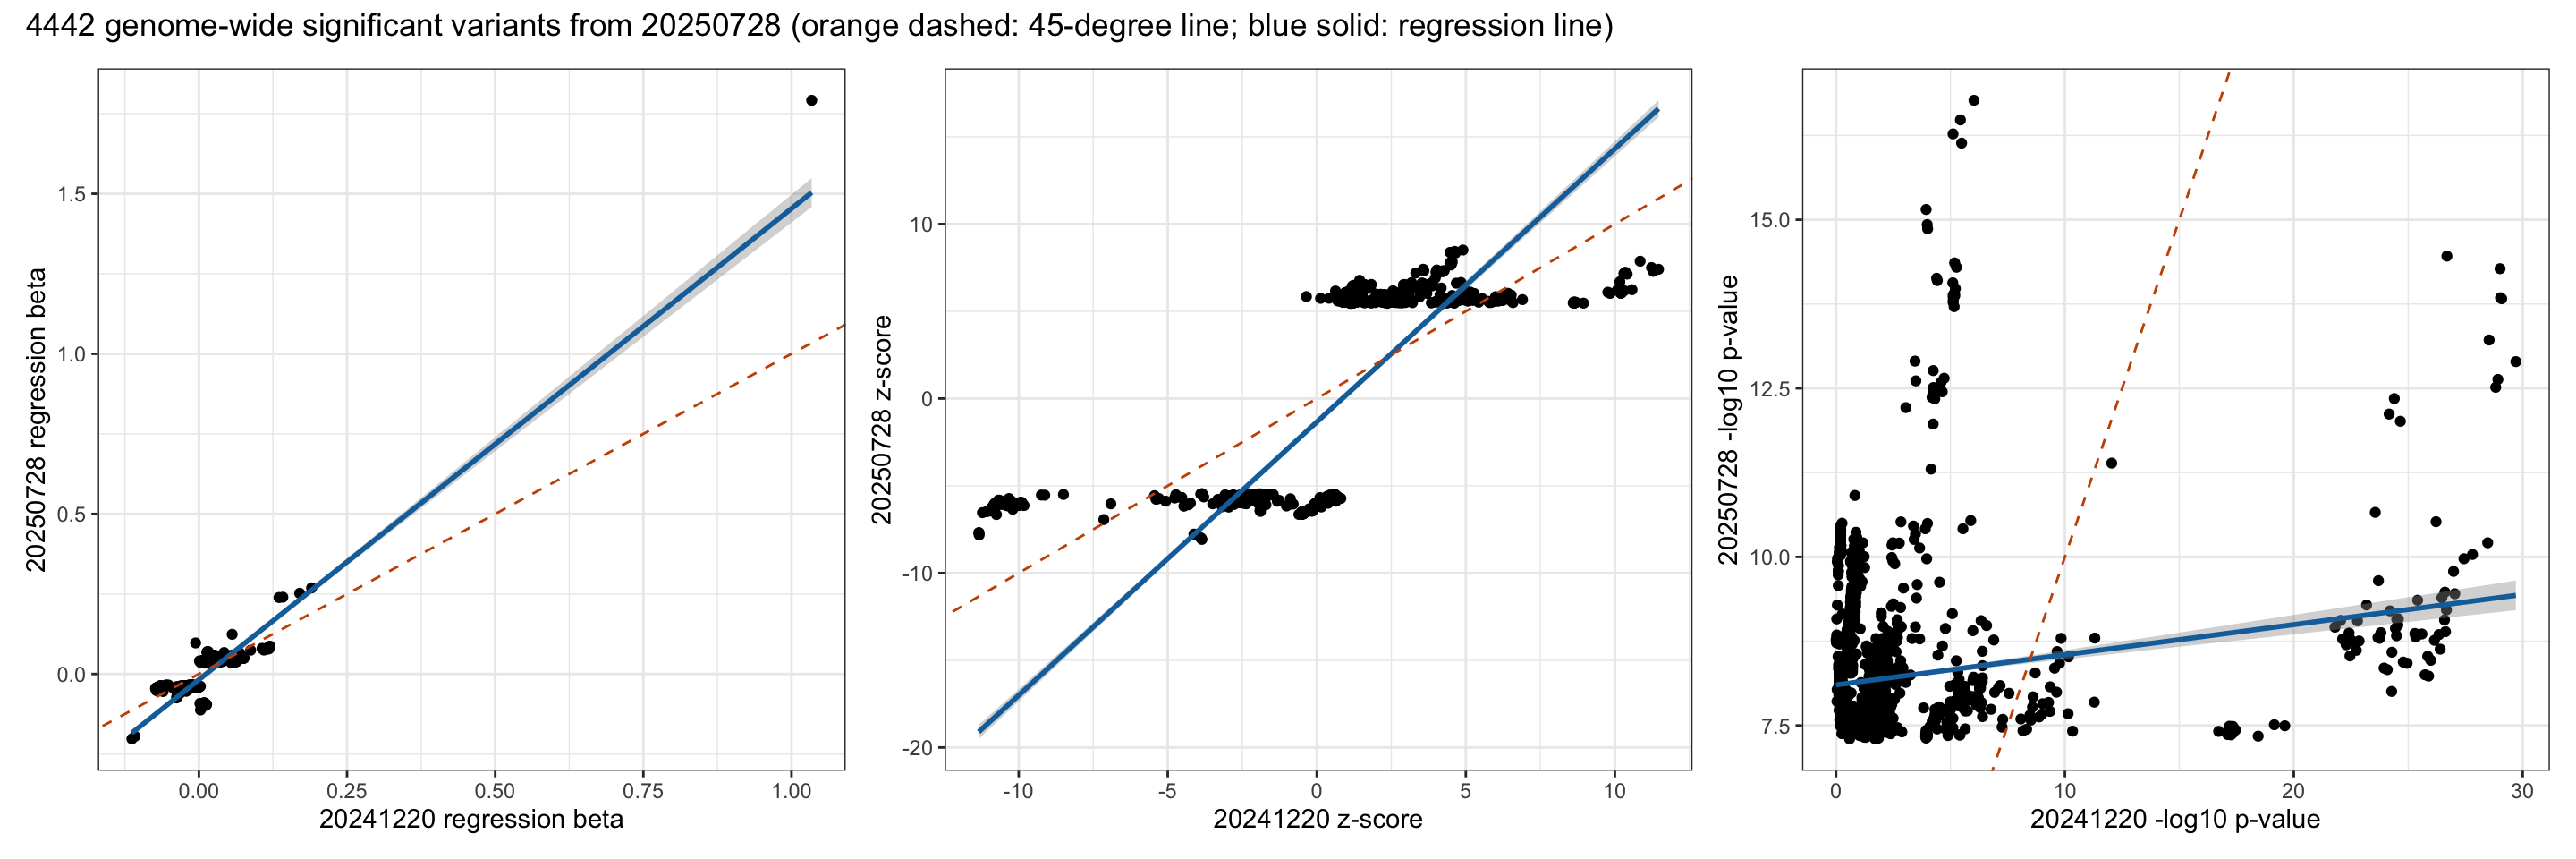 4442 genome-wide significant variants from 20250728 (orange dashed: 45-degree line; blue solid: regression line)
20250728 regression beta
1.5
1.0
0.5
0.0
0.00 0.25 0.50 0.75 1.00
20241220 regression beta
20250728 z-score
10
0
-10
-20
-10 -5 0 5 10
20241220 z-score
20250728 -log10 p-value
15.0
12.5
10.0
7.5
0 10 20 30
20241220 -log10 p-value